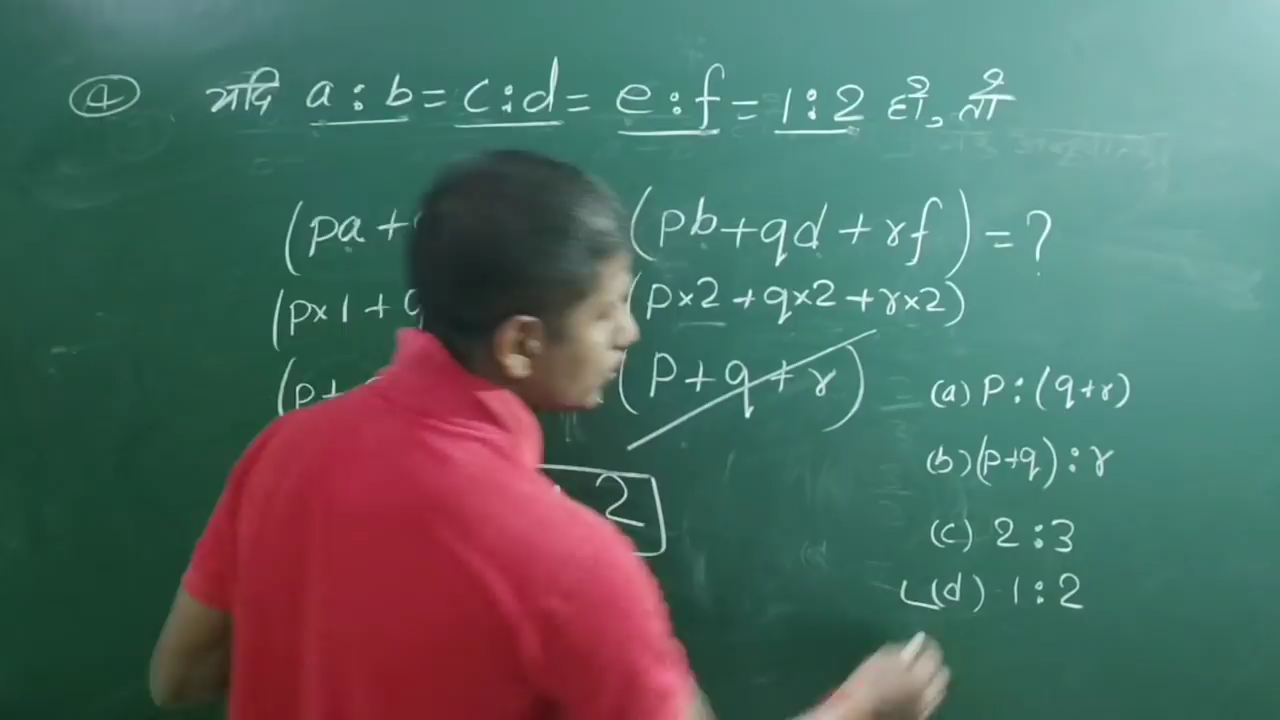 ④ यदि a : b = c : d = e : f = 1 : 2 हो, तो
(pa + (pb + qd + rf) = ?
(p×1 + (p×2 + q×2 + r×2)
(p+ (p + q + r)
2
(a) p : (q+r)
(b) (p+q) : r
(c) 2 : 3
(d) 1 : 2